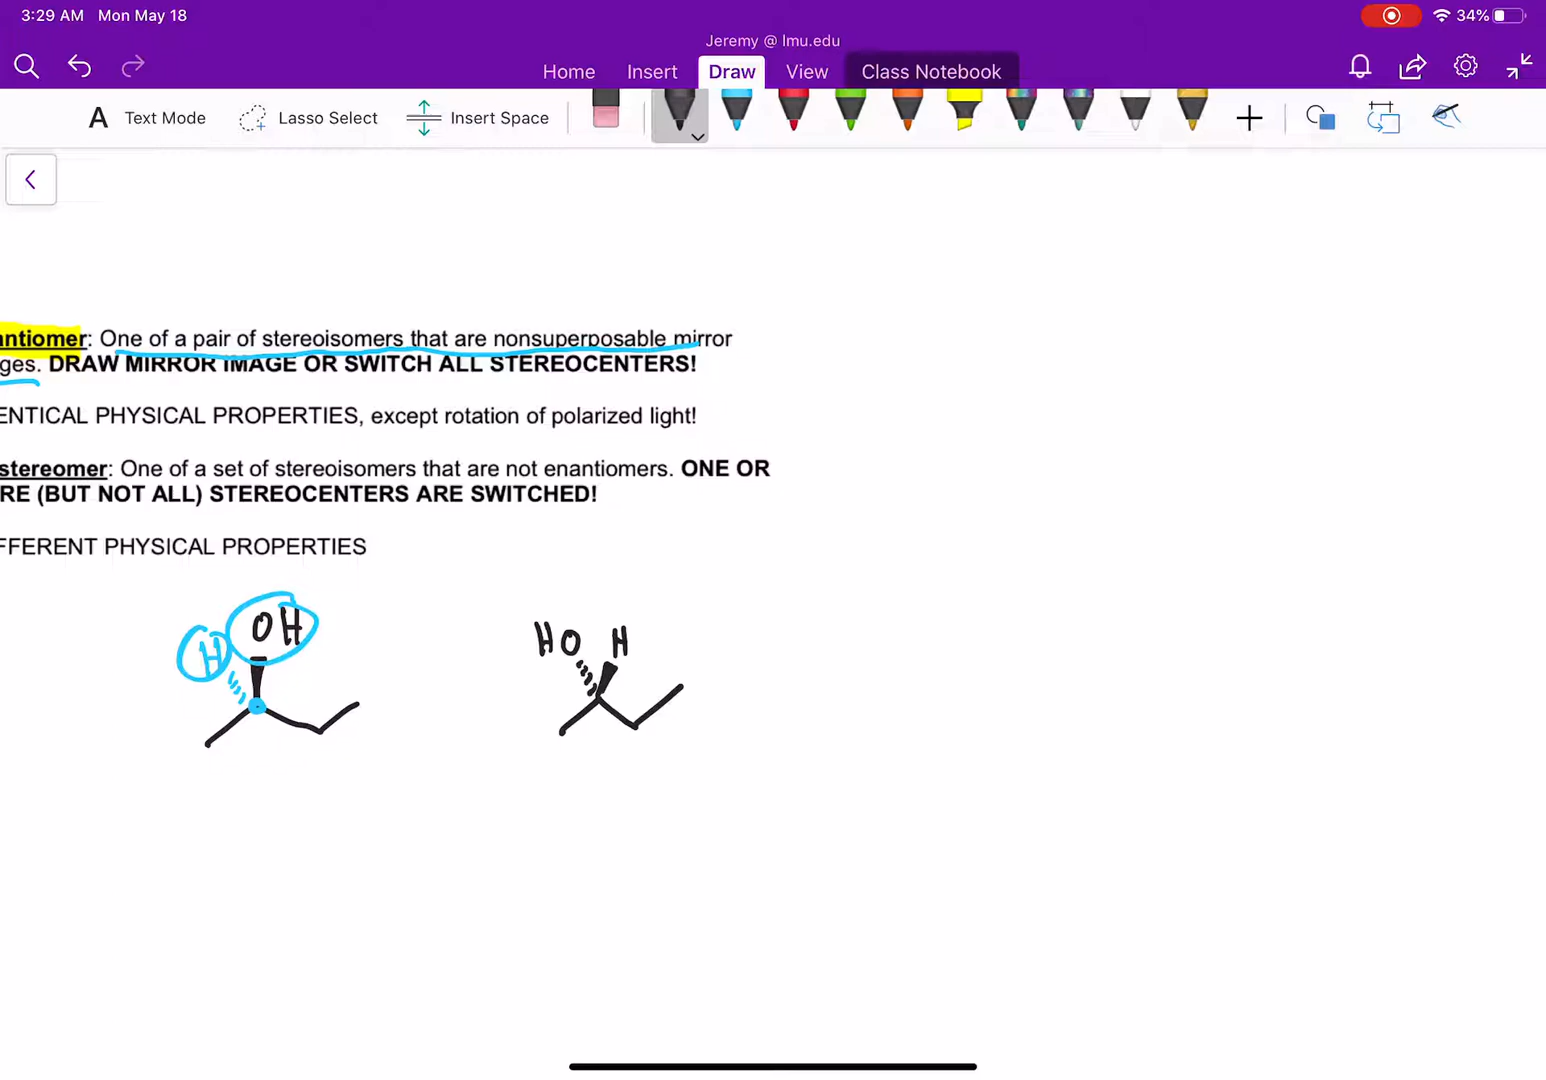 3:29 AM Mon May 18
34%
Jeremy @ lmu.edu
Home Insert Draw View Class Notebook
A Text Mode Lasso Select Insert Space
antiomer: One of a pair of stereoisomers that are nonsuperposable mirror
ges. DRAW MIRROR IMAGE OR SWITCH ALL STEREOCENTERS!
ENTICAL PHYSICAL PROPERTIES, except rotation of polarized light!
stereomer: One of a set of stereoisomers that are not enantiomers. ONE OR
RE (BUT NOT ALL) STEREOCENTERS ARE SWITCHED!
FFERENT PHYSICAL PROPERTIES
H OH HO H